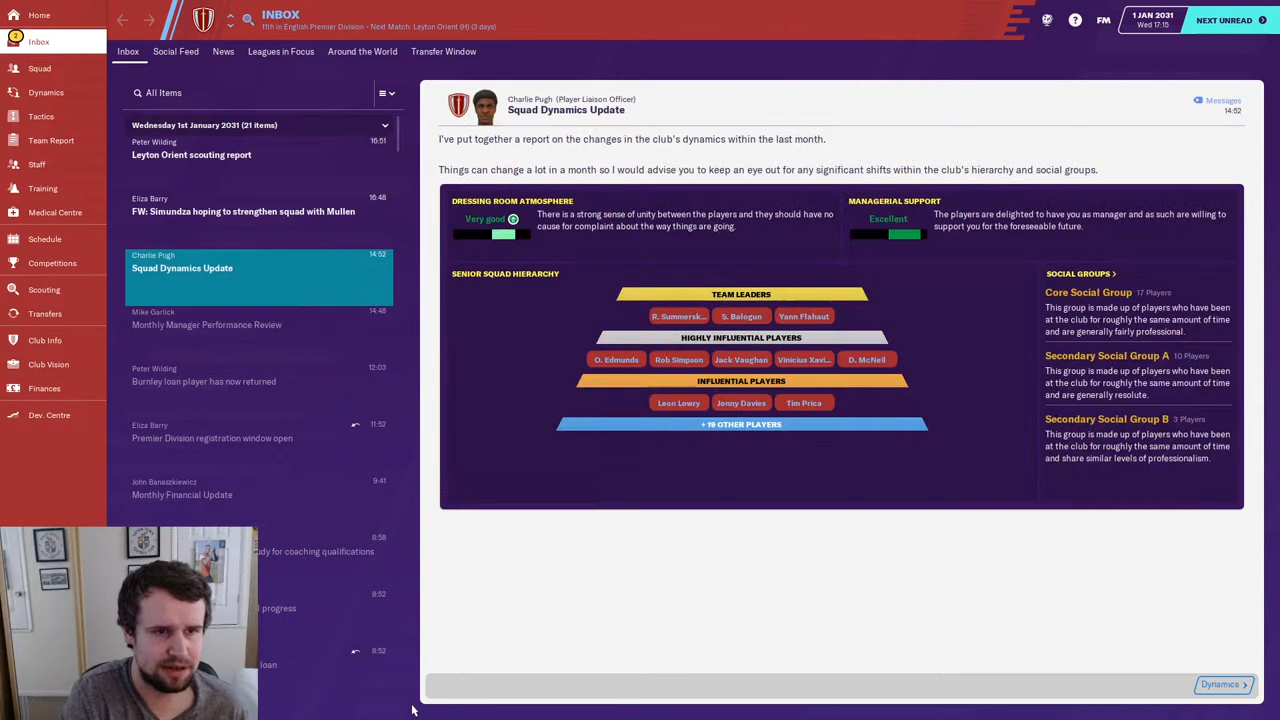 Home
2
Inbox
Squad
Dynamics
Tactics
Team Report
Staff
Training
Medical Centre
Schedule
Competitions
Scouting
Transfers
Club Info
Club Vision
Finances
Dev. Centre
INBOX
11th in English Premier Division - Next Match: Leyton Orient (H) (3 days)
?
FM
1 JAN 2031
Wed 17:15
NEXT UNREAD
Inbox Social Feed News Leagues in Focus Around the World Transfer Window
All Items
Wednesday 1st January 2031 (21 items)
Peter Wilding 16:51
Leyton Orient scouting report
Eliza Barry 16:48
FW: Simundza hoping to strengthen squad with Mullen
Charlie Pugh 14:52
Squad Dynamics Update
Mike Garlick 14:48
Monthly Manager Performance Review
Peter Wilding 12:03
Burnley loan player has now returned
Eliza Barry 11:52
Premier Division registration window open
John Banaszkiewicz 9:41
Monthly Financial Update
8:58
udy for coaching qualifications
8:52
progress
8:52
loan
Charlie Pugh (Player Liaison Officer)
Squad Dynamics Update
Messages
14:52
I've put together a report on the changes in the club's dynamics within the last month.
Things can change a lot in a month so I would advise you to keep an eye out for any significant shifts within the club's hierarchy and social groups.
DRESSING ROOM ATMOSPHERE
Very good
There is a strong sense of unity between the players and they should have no
cause for complaint about the way things are going.
MANAGERIAL SUPPORT
Excellent
The players are delighted to have you as manager and as such are willing to
support you for the foreseeable future.
SENIOR SQUAD HIERARCHY
TEAM LEADERS
R. Summersk... S. Balogun Yann Flahaut
HIGHLY INFLUENTIAL PLAYERS
O. Edmunds Rob Simpson Jack Vaughan Vinicius Xavi... D. McNeil
INFLUENTIAL PLAYERS
Leon Lowry Jonny Davies Tim Prica
+ 19 OTHER PLAYERS
SOCIAL GROUPS >
Core Social Group 17 Players
This group is made up of players who have been
at the club for roughly the same amount of time
and are generally fairly professional.
Secondary Social Group A 10 Players
This group is made up of players who have been
at the club for roughly the same amount of time
and are generally resolute.
Secondary Social Group B 3 Players
This group is made up of players who have been
at the club for roughly the same amount of time
and share similar levels of professionalism.
Dynamics >